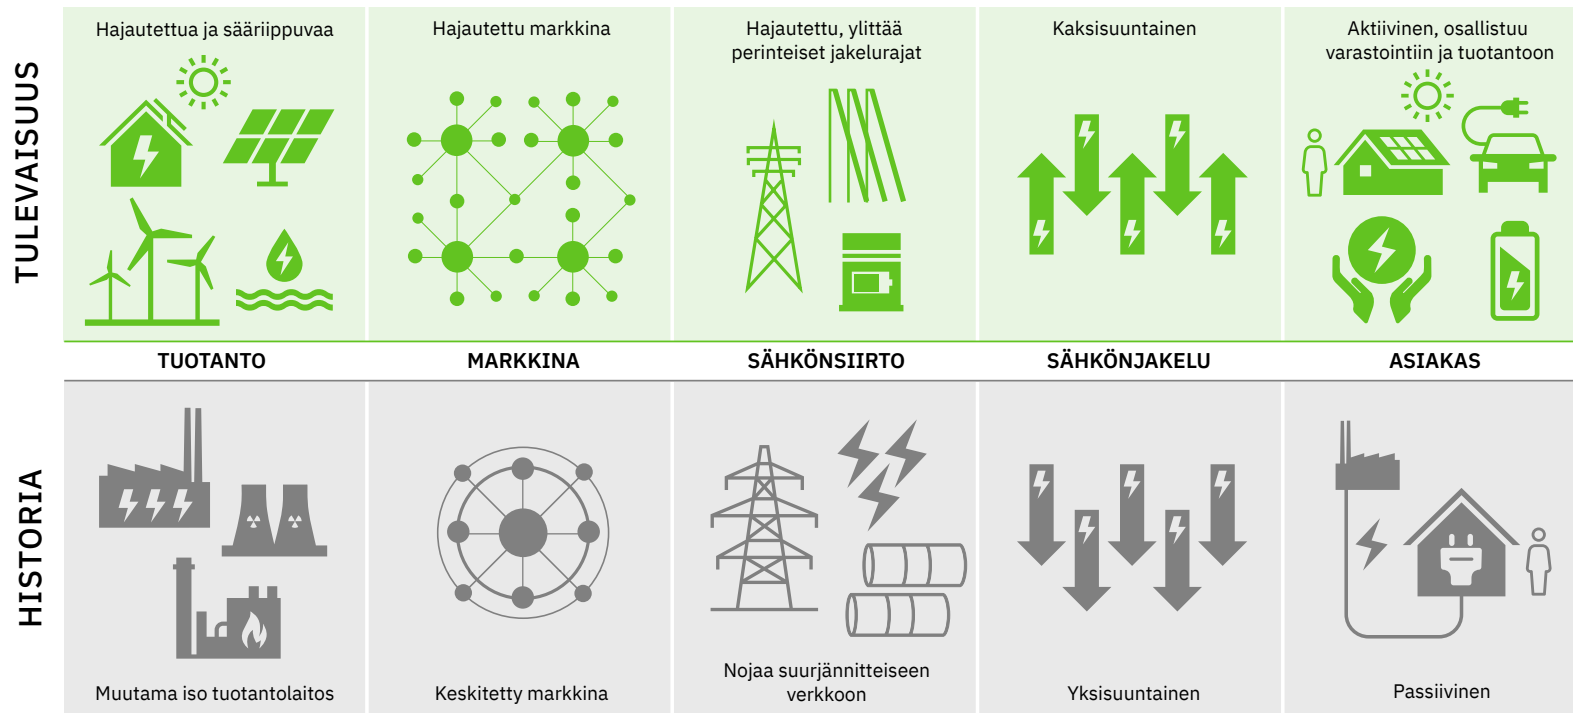 TULEVAISUUS
Hajautettua ja sääriippuvaa
Hajautettu markkina
Hajautettu, ylittää
perinteiset jakelurajat
Kaksisuuntainen
Aktiivinen, osallistuu
varastointiin ja tuotantoon
TUOTANTO
MARKKINA
SÄHKÖNSIIRTO
SÄHKÖNJAKELU
ASIAKAS
HISTORIA
Muutama iso tuotantolaitos
Keskitetty markkina
Nojaa suurjännitteiseen
verkkoon
Yksisuuntainen
Passiivinen